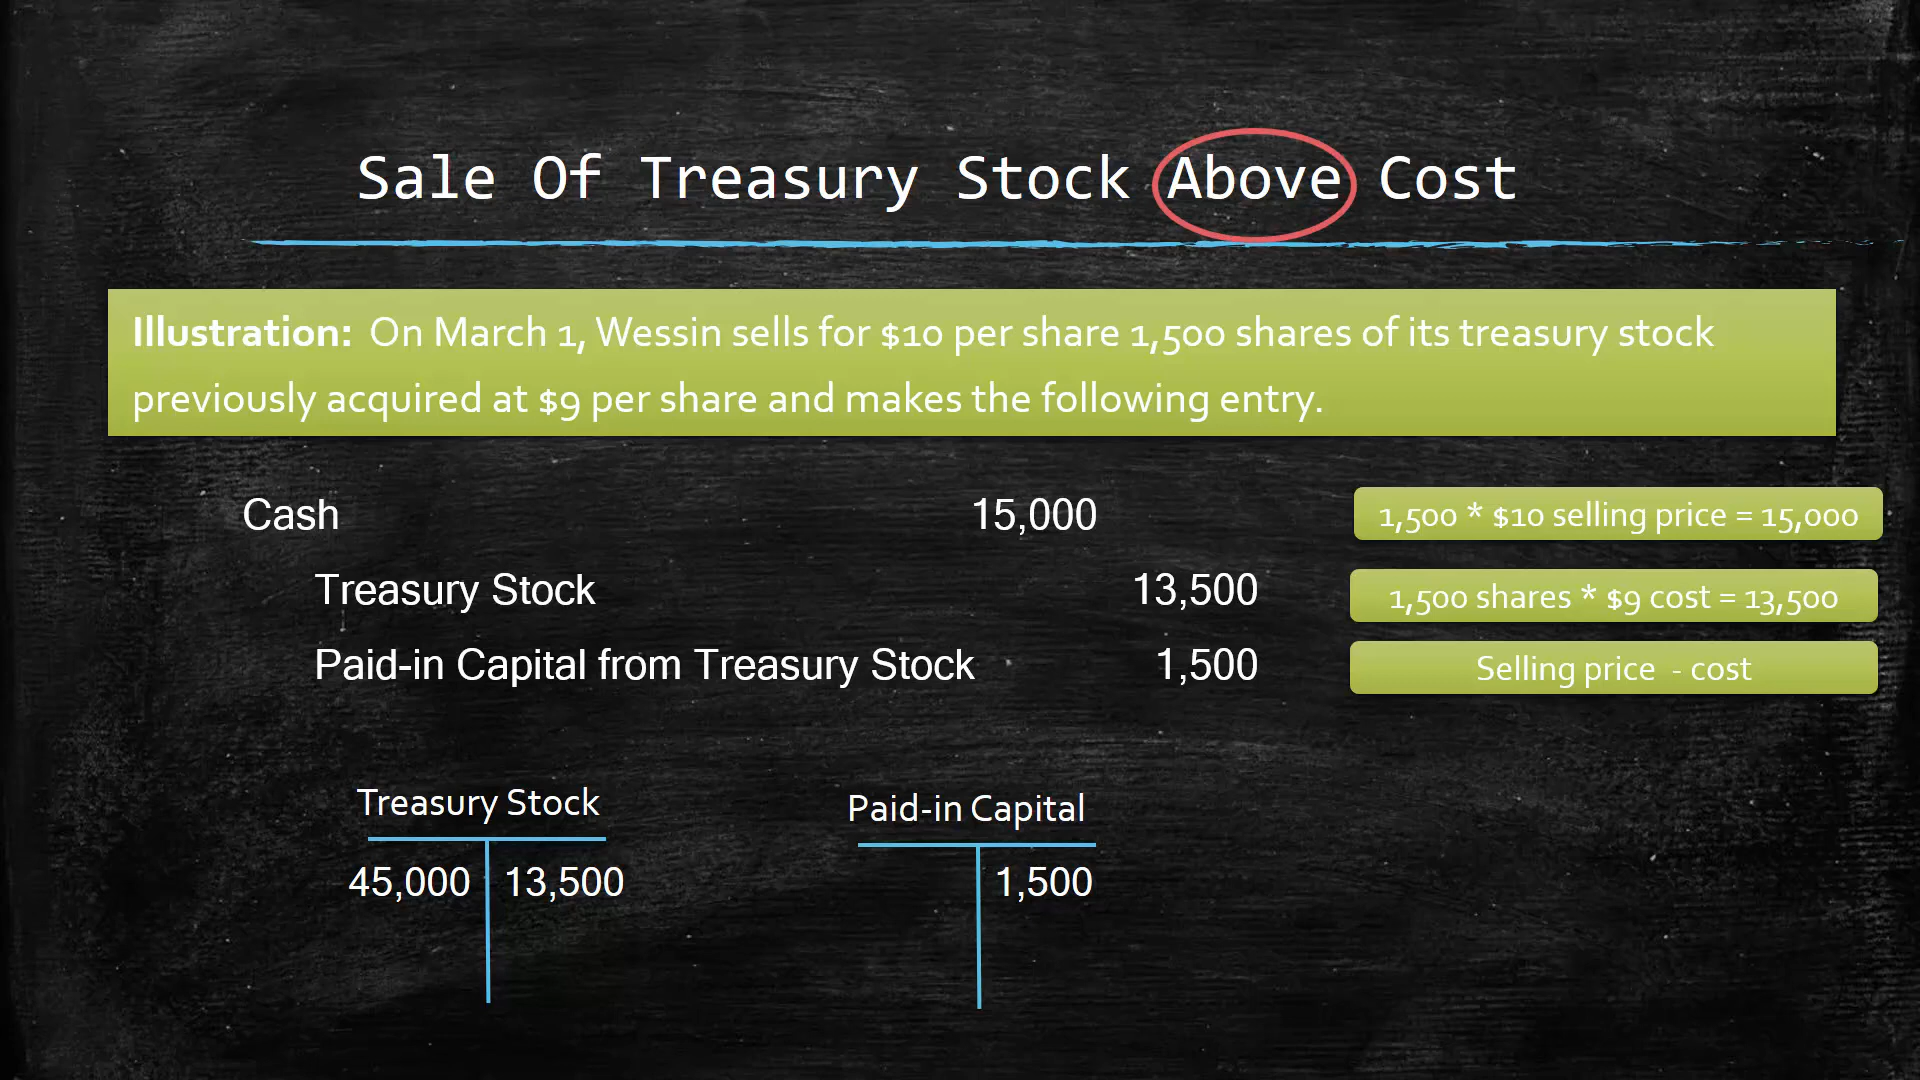 Sale Of Treasury Stock Above Cost
Illustration: On March 1, Wessin sells for $10 per share 1,500 shares of its treasury stock
previously acquired at $9 per share and makes the following entry.
Cash 15,000 1,500 * $10 selling price = 15,000
Treasury Stock 13,500 1,500 shares * $9 cost = 13,500
Paid-in Capital from Treasury Stock 1,500 Selling price - cost
Treasury Stock Paid-in Capital
45,000 13,500 1,500